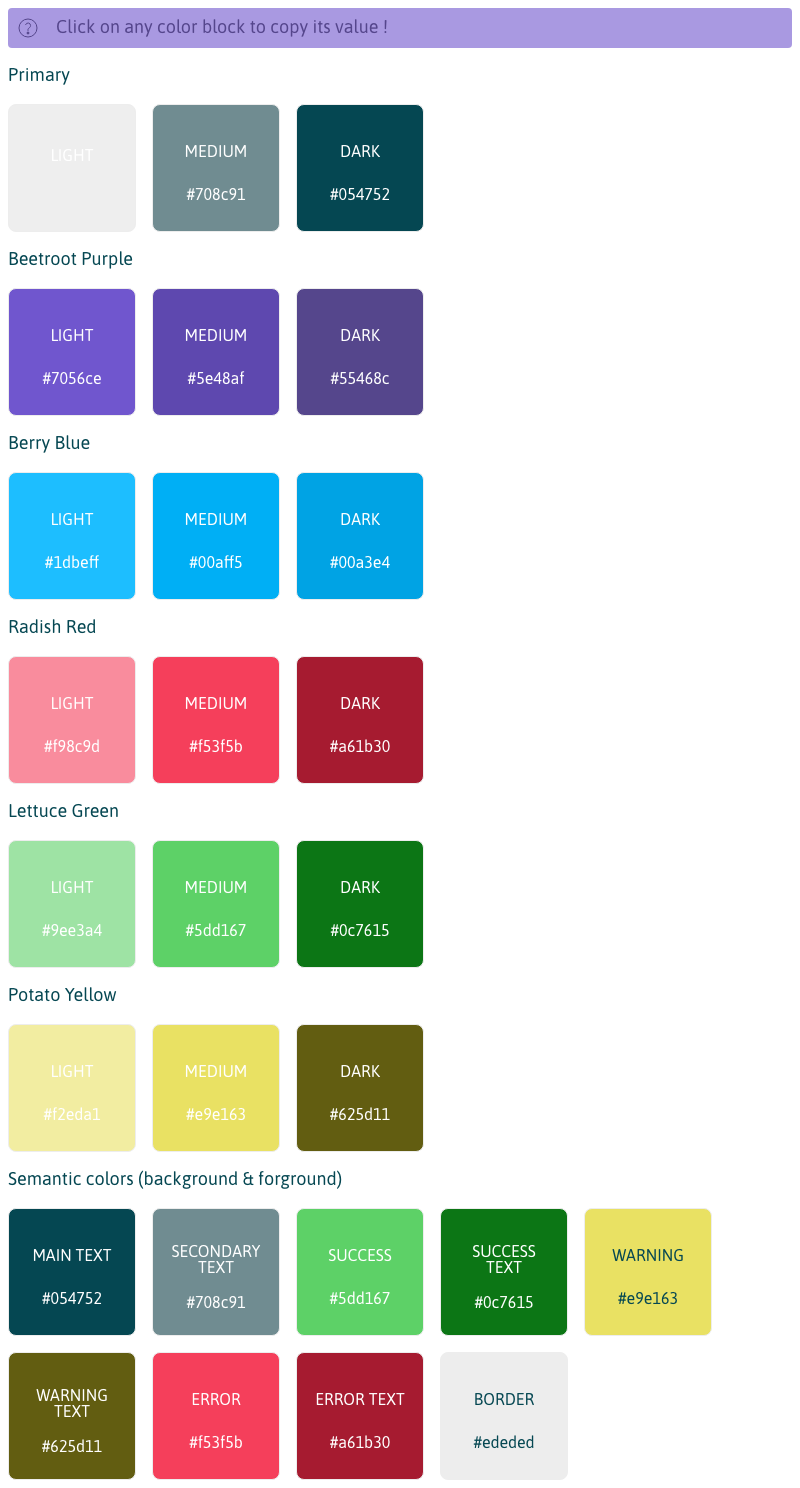 Click on any color block to copy its value !
Primary
LIGHT
MEDIUM
#708c91
DARK
#054752
Beetroot Purple
LIGHT
#7056ce
MEDIUM
#5e48af
DARK
#55468c
Berry Blue
LIGHT
#1dbeff
MEDIUM
#00aff5
DARK
#00a3e4
Radish Red
LIGHT
#f98c9d
MEDIUM
#f53f5b
DARK
#a61b30
Lettuce Green
LIGHT
#9ee3a4
MEDIUM
#5dd167
DARK
#0c7615
Potato Yellow
LIGHT
#f2eda1
MEDIUM
#e9e163
DARK
#625d11
Semantic colors (background & forground)
MAIN TEXT
#054752
SECONDARY
TEXT
#708c91
SUCCESS
#5dd167
SUCCESS
TEXT
#0c7615
WARNING
#e9e163
WARNING
TEXT
#625d11
ERROR
#f53f5b
ERROR TEXT
#a61b30
BORDER
#ededed